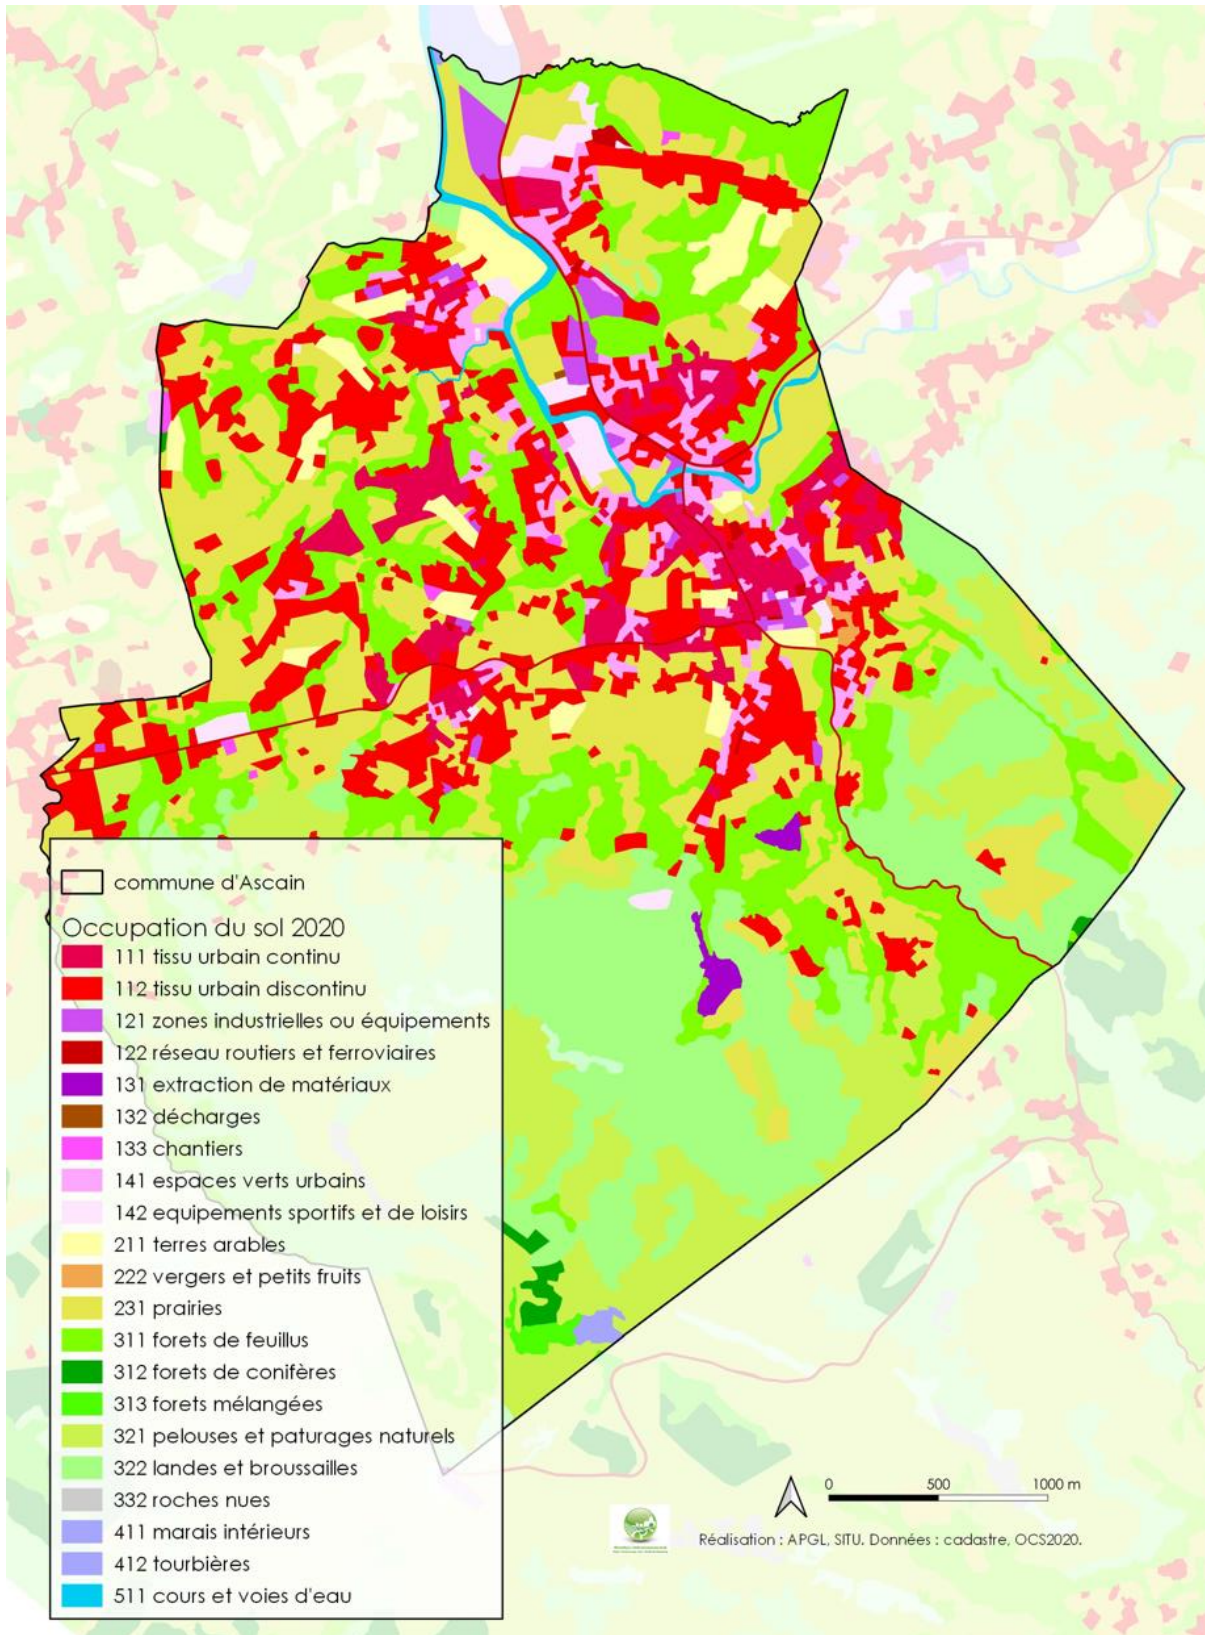 commune d'Ascain
Occupation du sol 2020
111 tissu urbain continu
112 tissu urbain discontinu
121 zones industrielles ou équipements
122 réseau routiers et ferroviaires
131 extraction de matériaux
132 décharges
133 chantiers
141 espaces verts urbains
142 equipements sportifs et de loisirs
211 terres arables
222 vergers et petits fruits
231 prairies
311 forets de feuillus
312 forets de conifères
313 forets mélangées
321 pelouses et paturages naturels
322 landes et broussailles
332 roches nues
411 marais intérieurs
412 tourbières
511 cours et voies d'eau
0 500 1000 m
Réalisation : APGL, SITU. Données : cadastre, OCS2020.